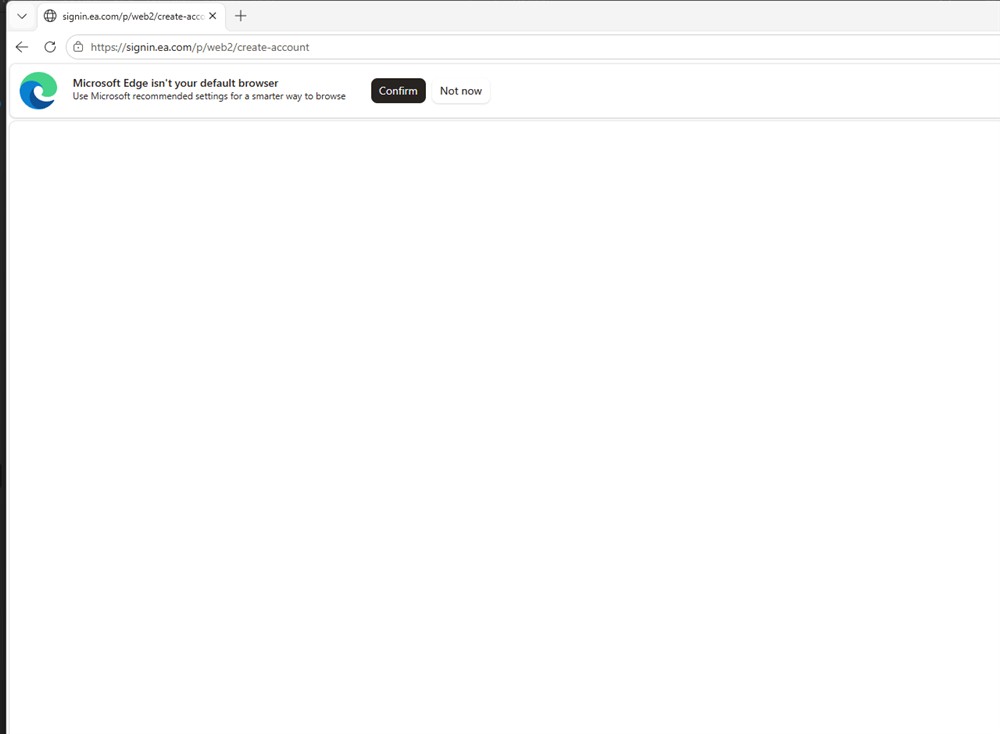 signin.ea.com/p/web2/create-acco
https://signin.ea.com/p/web2/create-account
Microsoft Edge isn't your default browser
Use Microsoft recommended settings for a smarter way to browse
Confirm
Not now